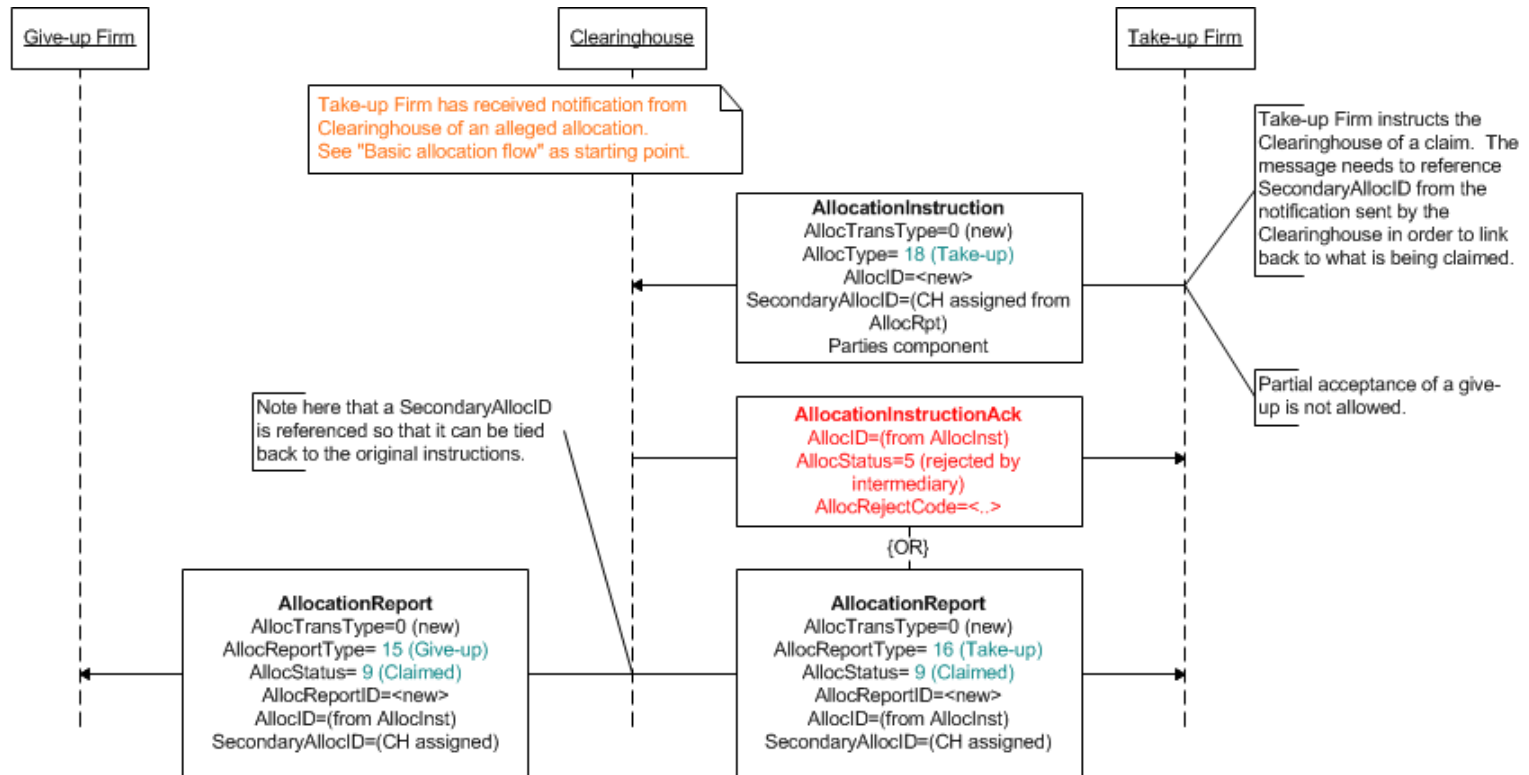 Give-up Firm
Clearinghouse
Take-up Firm
Take-up Firm has received notification from
Clearinghouse of an alleged allocation.
See "Basic allocation flow" as starting point.
Take-up Firm instructs the
Clearinghouse of a claim.  The
message needs to reference
SecondaryAllocID from the
notification sent by the
Clearinghouse in order to link
back to what is being claimed.
AllocationInstruction
AllocTransType=0 (new)
AllocType= 18 (Take-up)
AllocID=<new>
SecondaryAllocID=(CH assigned from
AllocRpt)
Parties component
Partial acceptance of a give-
up is not allowed.
Note here that a SecondaryAllocID
is referenced so that it can be tied
back to the original instructions.
AllocationInstructionAck
AllocID=(from AllocInst)
AllocStatus=5 (rejected by
intermediary)
AllocRejectCode=<..>
{OR}
AllocationReport
AllocTransType=0 (new)
AllocReportType= 15 (Give-up)
AllocStatus= 9 (Claimed)
AllocReportID=<new>
AllocID=(from AllocInst)
SecondaryAllocID=(CH assigned)
AllocationReport
AllocTransType=0 (new)
AllocReportType= 16 (Take-up)
AllocStatus= 9 (Claimed)
AllocReportID=<new>
AllocID=(from AllocInst)
SecondaryAllocID=(CH assigned)